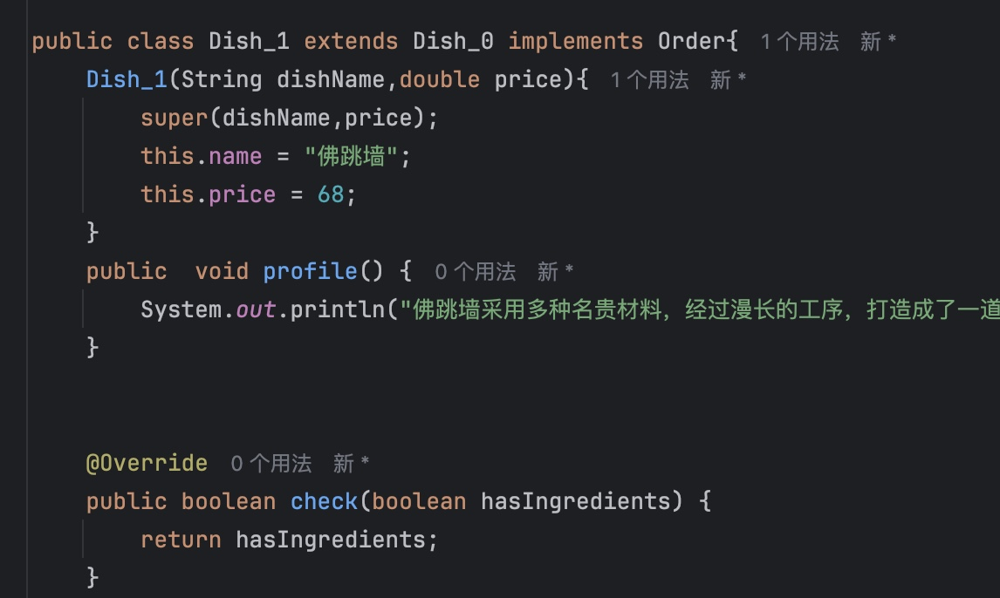 public class Dish_1 extends Dish_0 implements Order{ 1个用法 新 *
Dish_1(String dishName,double price){ 1个用法 新 *
super(dishName,price);
this.name = "佛跳墙";
this.price = 68;
}
public  void profile() { 0个用法 新 *
System.out.println("佛跳墙采用多种名贵材料，经过漫长的工序，打造成了一道
}
@Override 0个用法 新 *
public boolean check(boolean hasIngredients) {
return hasIngredients;
}